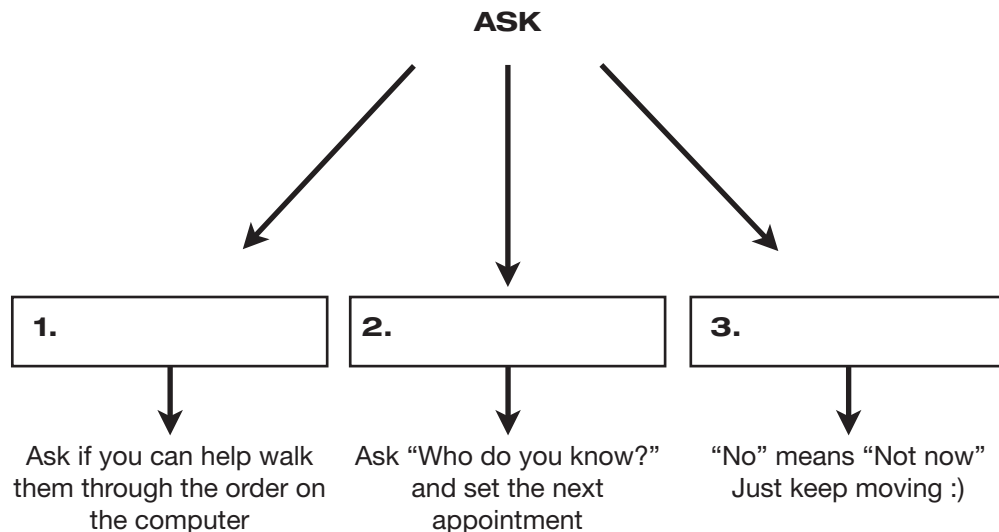 ASK
1.
2.
3.
Ask if you can help walk
them through the order on
the computer
Ask “Who do you know?”
and set the next
appointment
“No” means “Not now”
Just keep moving :)